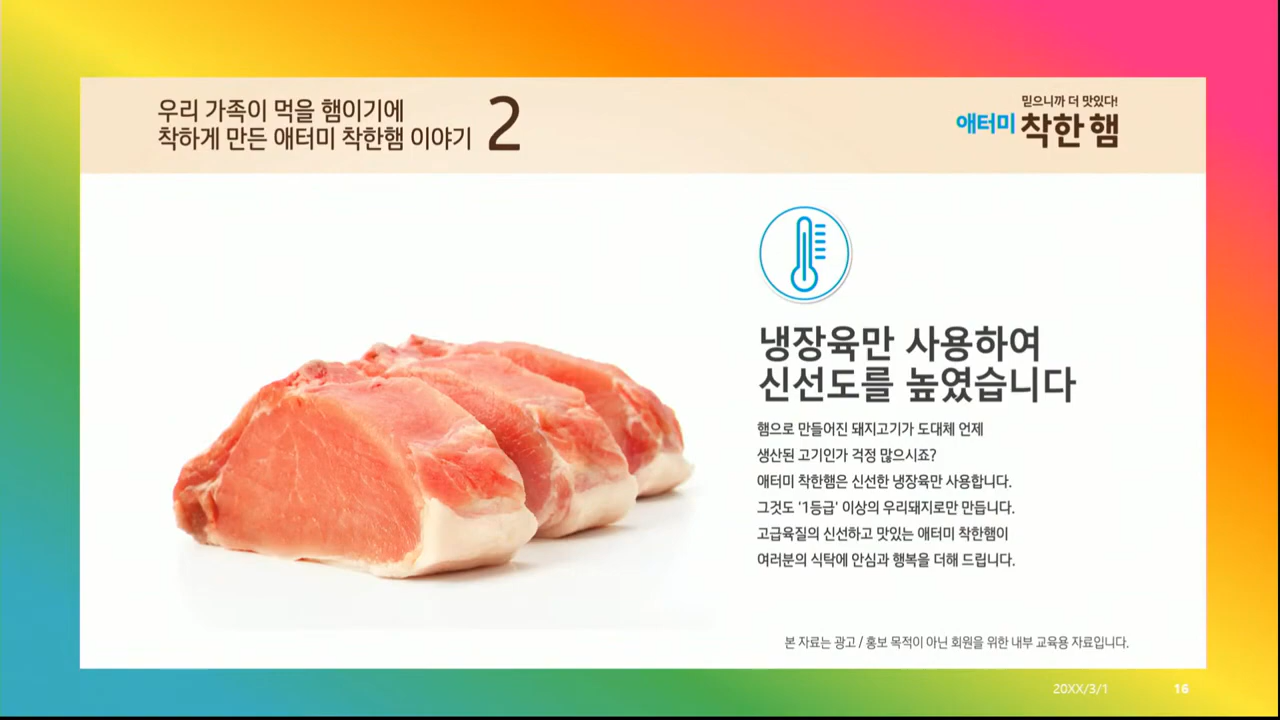 우리 가족이 먹을 햄이기에
착하게 만든 애터미 착한햄 이야기 2
믿으니까 더 맛있다!
애터미 착한 햄
냉장육만 사용하여
신선도를 높였습니다
햄으로 만들어진 돼지고기가 도대체 언제
생산된 고기인가 걱정 많으시죠?
애터미 착한햄은 신선한 냉장육만 사용합니다.
그것도 '1등급' 이상의 우리돼지로만 만듭니다.
고급육질의 신선하고 맛있는 애터미 착한햄이
여러분의 식탁에 안심과 행복을 더해 드립니다.
본 자료는 광고 / 홍보 목적이 아닌 회원을 위한 내부 교육용 자료입니다.
20XX/3/1 16